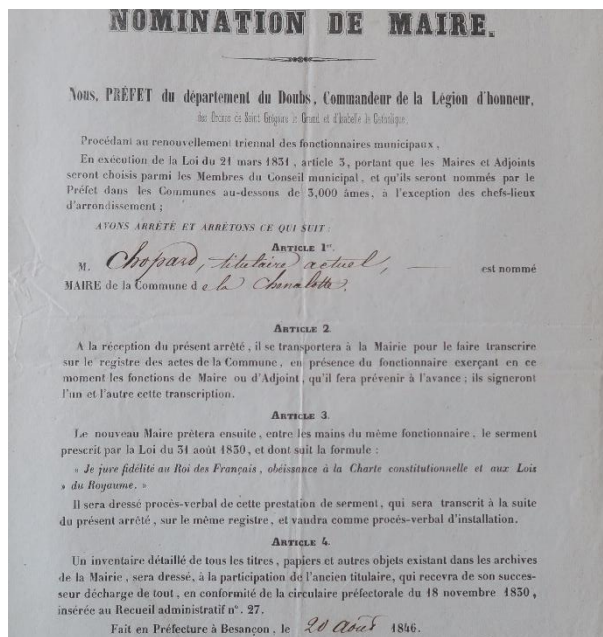 NOMINATION DE MAIRE.
Nous, PRÉFET du département du Doubs, Commandeur de la Légion d'honneur,
des Ordres de Saint Grégoire le Grand et d'Isabelle la Catholique,
Procédant au renouvellement triennal des fonctionnaires municipaux,
En exécution de la Loi du 21 mars 1831, article 3, portant que les Maires et Adjoints
seront choisis parmi les Membres du Conseil municipal, et qu'ils seront nommés par le
Préfet dans les Communes au-dessous de 3,000 âmes, à l'exception des chefs-lieux
d'arrondissement ;
AVONS ARRÊTÉ ET ARRÊTONS CE QUI SUIT :
ARTICLE 1er.
M. Chopard, titulaire actuel, — est nommé
MAIRE de la Commune de la Chenalotte.
ARTICLE 2.
A la réception du présent arrêté, il se transportera à la Mairie pour le faire transcrire
sur le registre des actes de la Commune, en présence du fonctionnaire exerçant en ce
moment les fonctions de Maire ou d'Adjoint, qu'il fera prévenir à l'avance ; ils signeront
l'un et l'autre cette transcription.
ARTICLE 3.
Le nouveau Maire prêtera ensuite, entre les mains du même fonctionnaire, le serment
prescrit par la Loi du 31 août 1830, et dont suit la formule :
« Je jure fidélité au Roi des Français, obéissance à la Charte constitutionnelle et aux Lois
» du Royaume. »
Il sera dressé procès-verbal de cette prestation de serment, qui sera transcrit à la suite
du présent arrêté, sur le même registre, et vaudra comme procès-verbal d'installation.
ARTICLE 4.
Un inventaire détaillé de tous les titres, papiers et autres objets existant dans les archives
de la Mairie, sera dressé, à la participation de l'ancien titulaire, qui recevra de son succes-
seur décharge de tout, en conformité de la circulaire préfectorale du 18 novembre 1830,
insérée au Recueil administratif n°. 27.
Fait en Préfecture à Besançon, le 20 Août 1846.